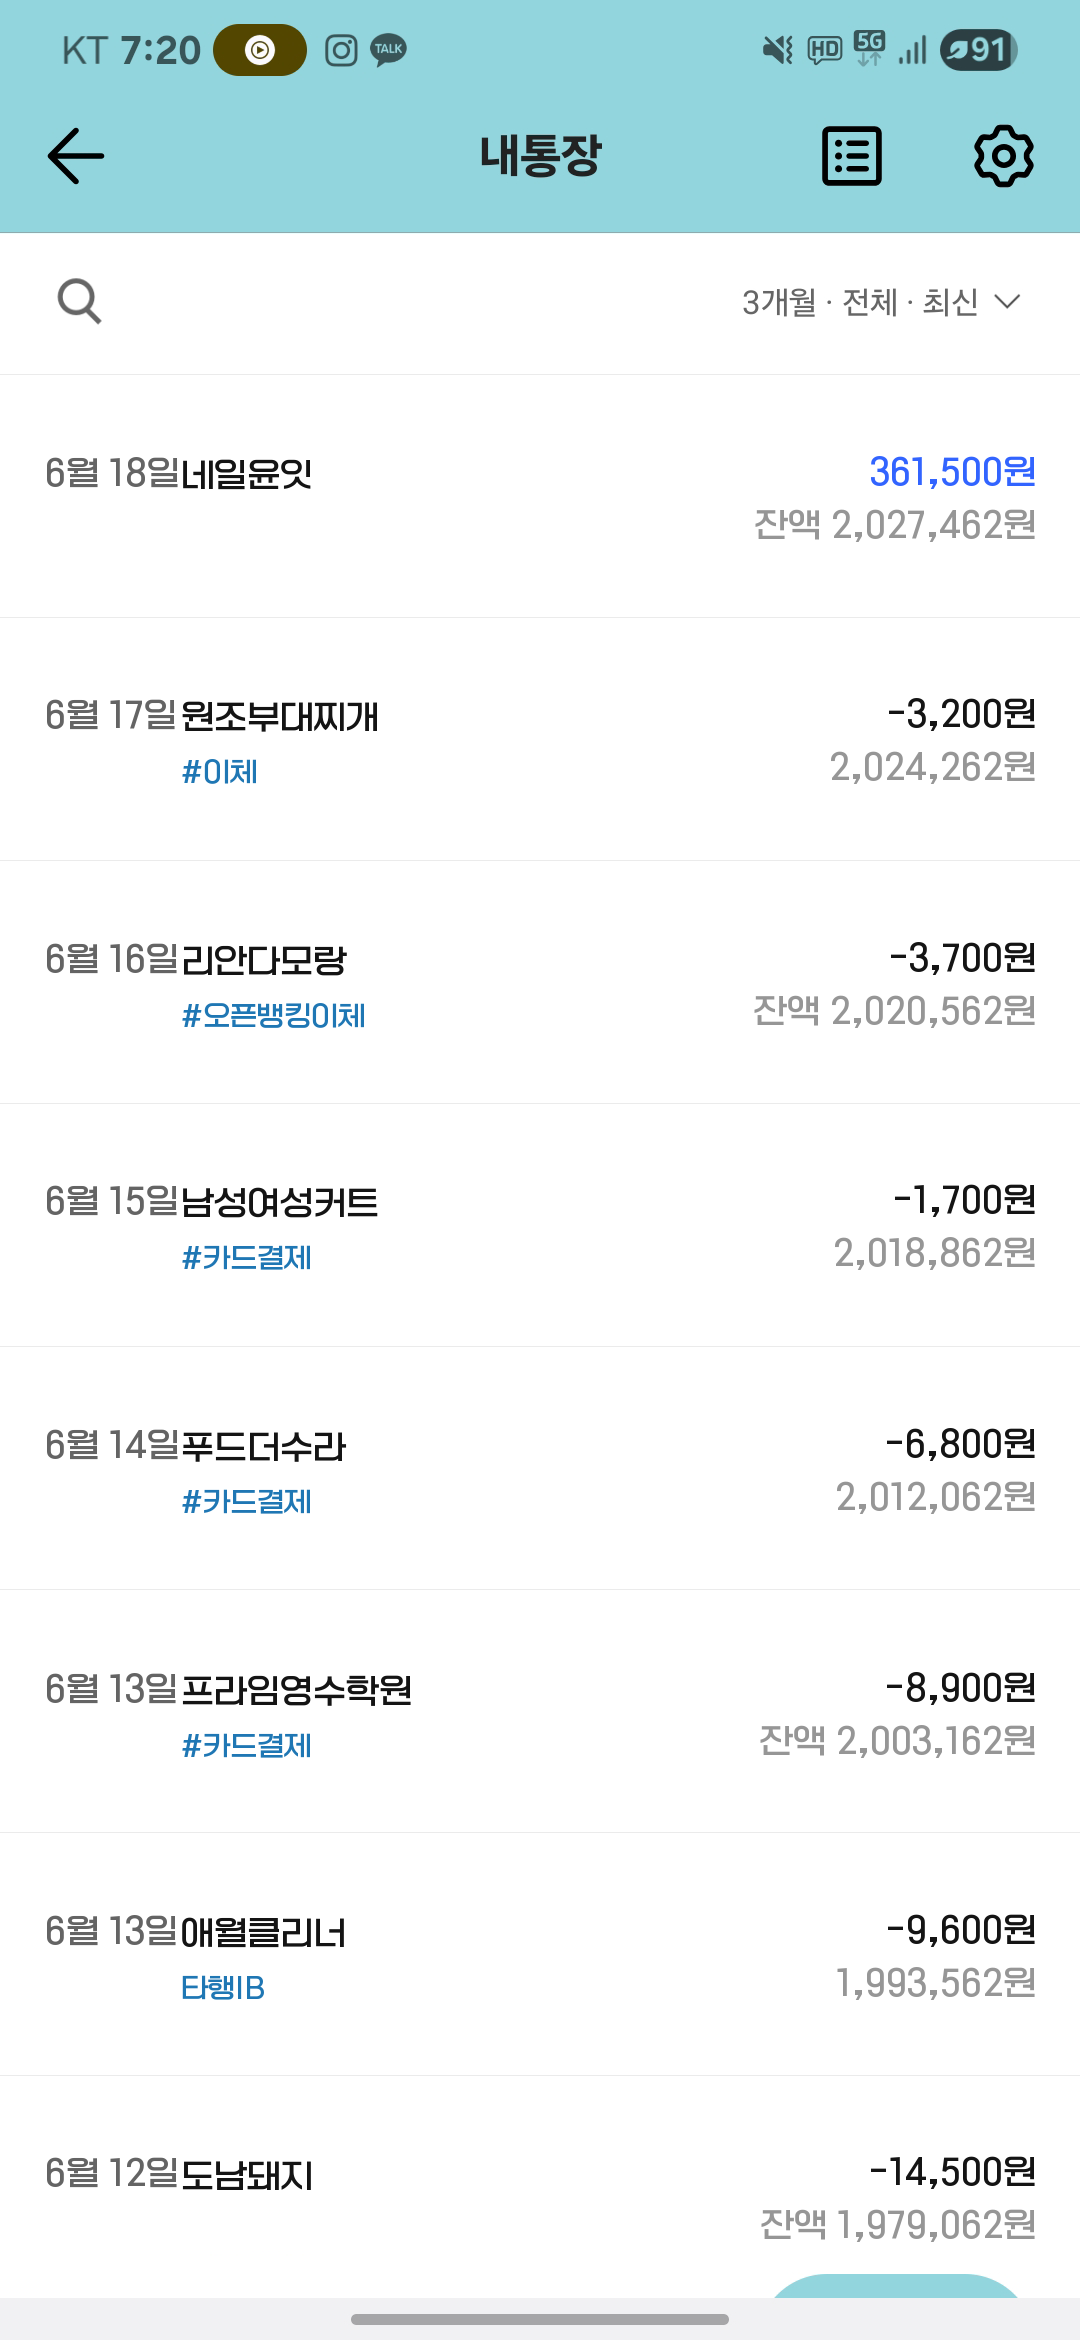 KT 7:20 TALK HD 5G 91
내통장
3개월 · 전체 · 최신
6월 18일 네일윤잇 361,500원
잔액 2,027,462원
6월 17일 원조부대찌개 -3,200원
#이체 2,024,262원
6월 16일 리안다모랑 -3,700원
#오픈뱅킹이체 잔액 2,020,562원
6월 15일 남성여성커트 -1,700원
#카드결제 2,018,862원
6월 14일 푸드더수라 -6,800원
#카드결제 2,012,062원
6월 13일 프라임영수학원 -8,900원
#카드결제 잔액 2,003,162원
6월 13일 애월클리너 -9,600원
타행IB 1,993,562원
6월 12일 도남돼지 -14,500원
잔액 1,979,062원